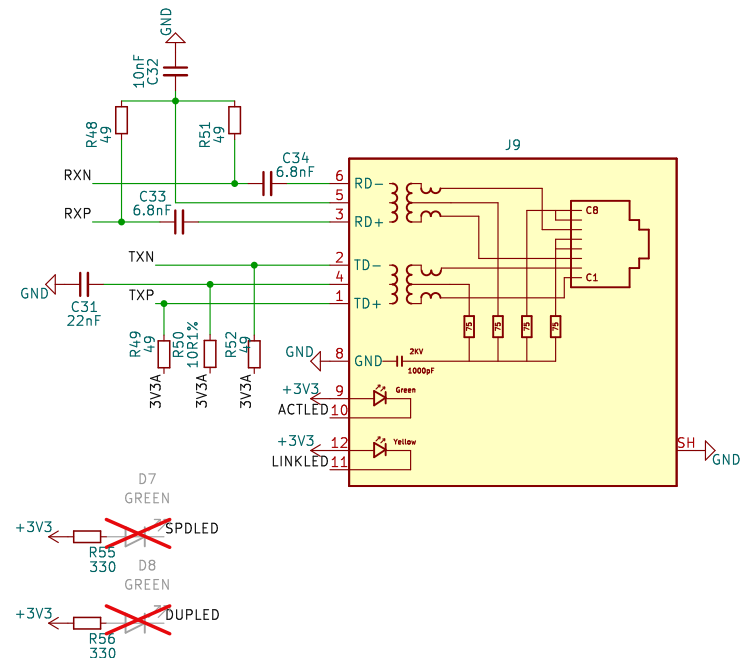 GND
10nF
C32
R48
49
R51
49
J9
RXN
C34
6.8nF
6
RD-
C8
5
RXP
C33
6.8nF
3
RD+
TXN
2
TD-
4
C1
GND
TXP
1
TD+
C31
22nF
R49
49
R50
10R1%
R52
49
75
75
75
75
3V3A
3V3A
3V3A
GND
8
GND
2KV
1000pF
+3V3
9
Green
ACTLED
10
+3V3
12
Yellow
LINKLED
11
SH
GND
D7
GREEN
+3V3
SPDLED
R55
330
D8
GREEN
+3V3
DUPLED
R56
330